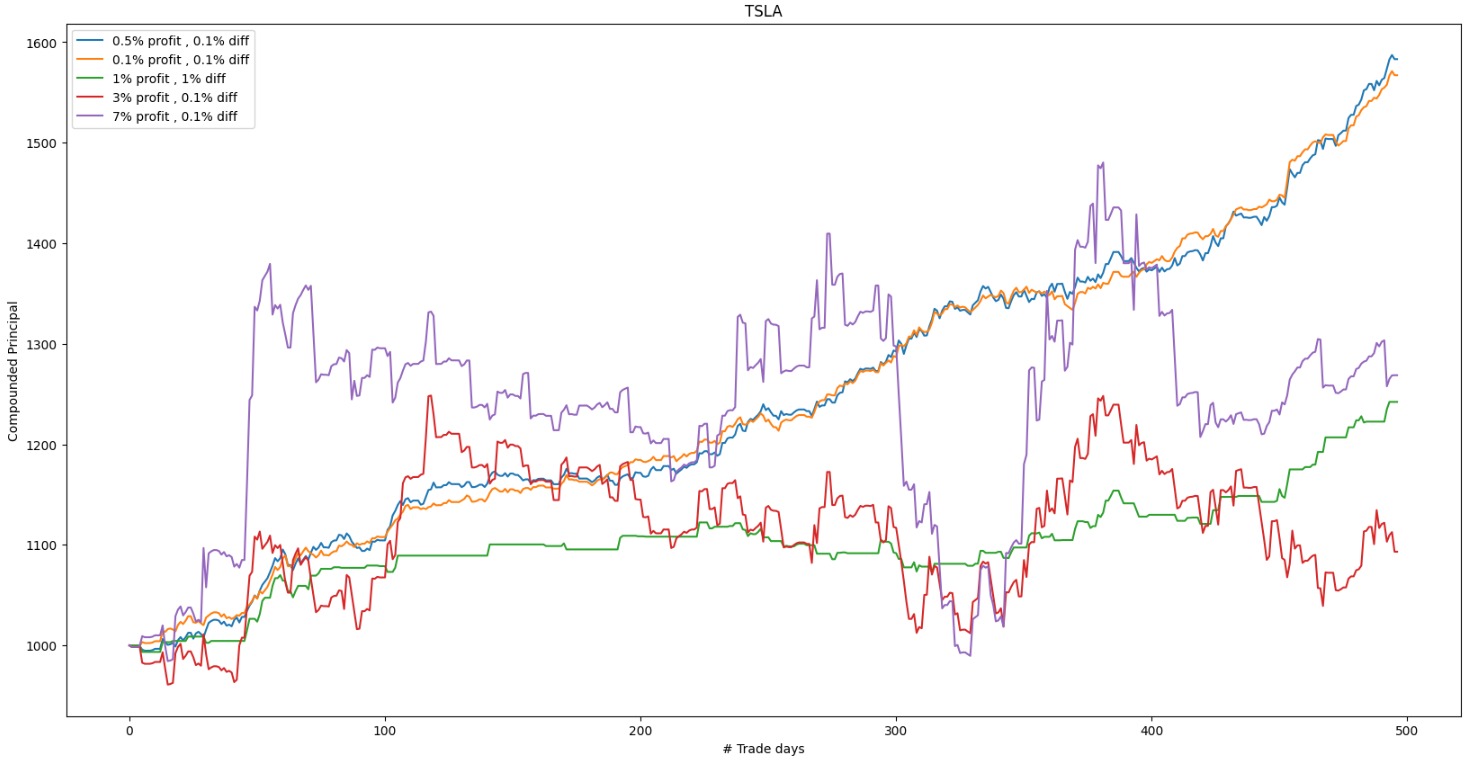 TSLA
0.5% profit , 0.1% diff
0.1% profit , 0.1% diff
1% profit , 1% diff
3% profit , 0.1% diff
7% profit , 0.1% diff
1600
1500
1400
1300
1200
1100
1000
Compounded Principal
0 100 200 300 400 500
# Trade days